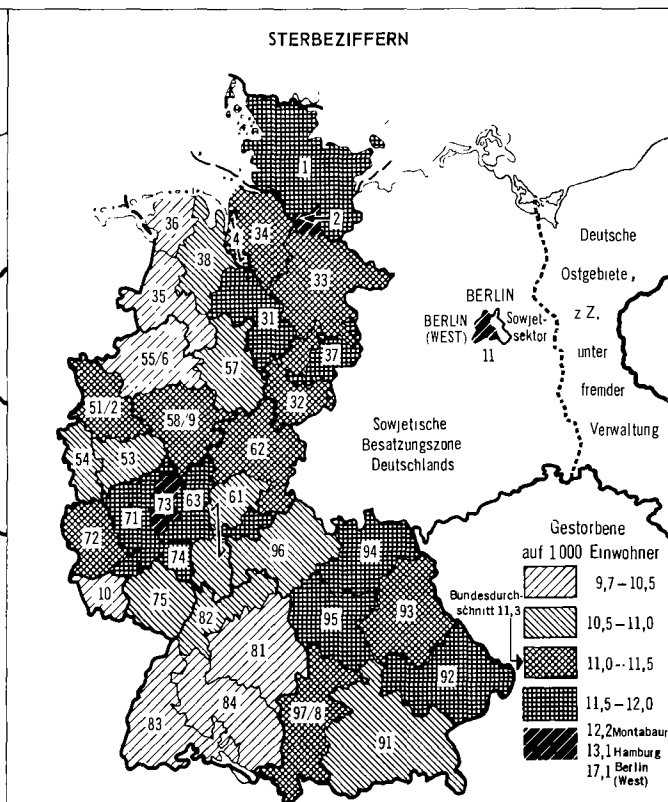 STERBEZIFFERN
1
2
36
4
34
38
33
35
31
37
55/6
57
32
51/2
58/9
62
54
53
61
73
63
71
72
74
96
94
10
75
82
93
95
81
92
84
97/8
83
91
BERLIN
BERLIN
(WEST)
Sowjet-
sektor
11
Deutsche
Ostgebiete,
z Z.
unter
fremder
Verwaltung
Sowjetische
Besatzungszone
Deutschlands
Gestorbene
auf 1000 Einwohner
Bundesdurch-
schnitt 11,3
9,7–10,5
10,5–11,0
11,0-·11,5
11,5–12,0
12,2 Montabaur
13,1 Hamburg
17,1 Berlin
(West)